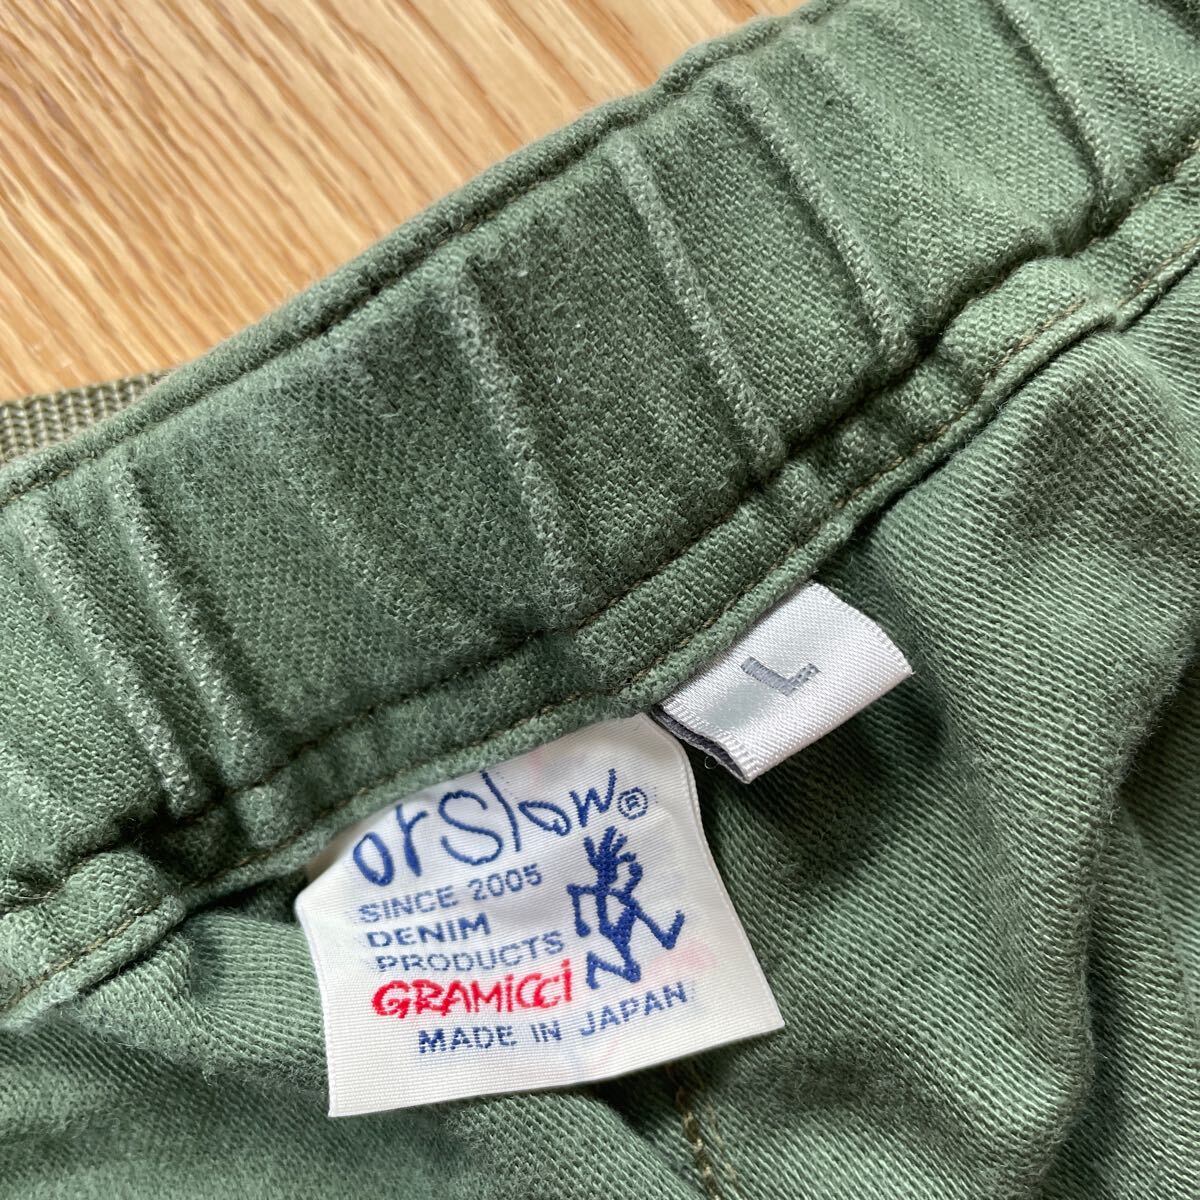 L
orSlow®
SINCE 2005
DENIM
PRODUCTS
GRAMiCCi
MADE IN JAPAN